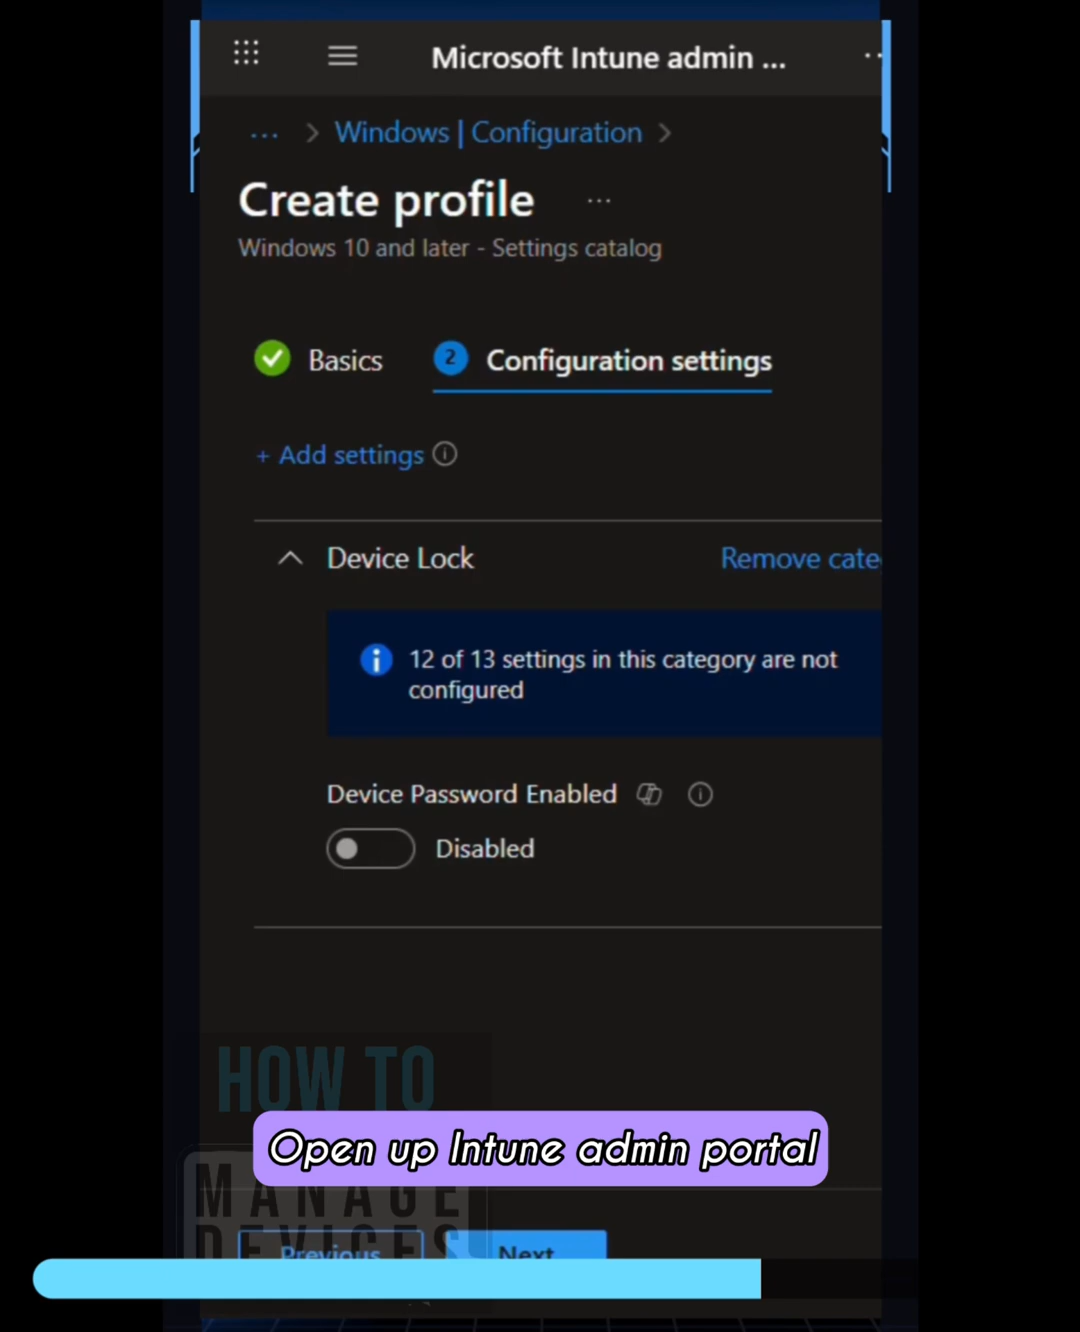 Microsoft Intune admin ...
... > Windows | Configuration >
Create profile ...
Windows 10 and later - Settings catalog
Basics
2 Configuration settings
+ Add settings
Device Lock
Remove cate
12 of 13 settings in this category are not
configured
Device Password Enabled
Disabled
HOW TO
Open up Intune admin portal
MANAGE
DEVICES
Previous
Next